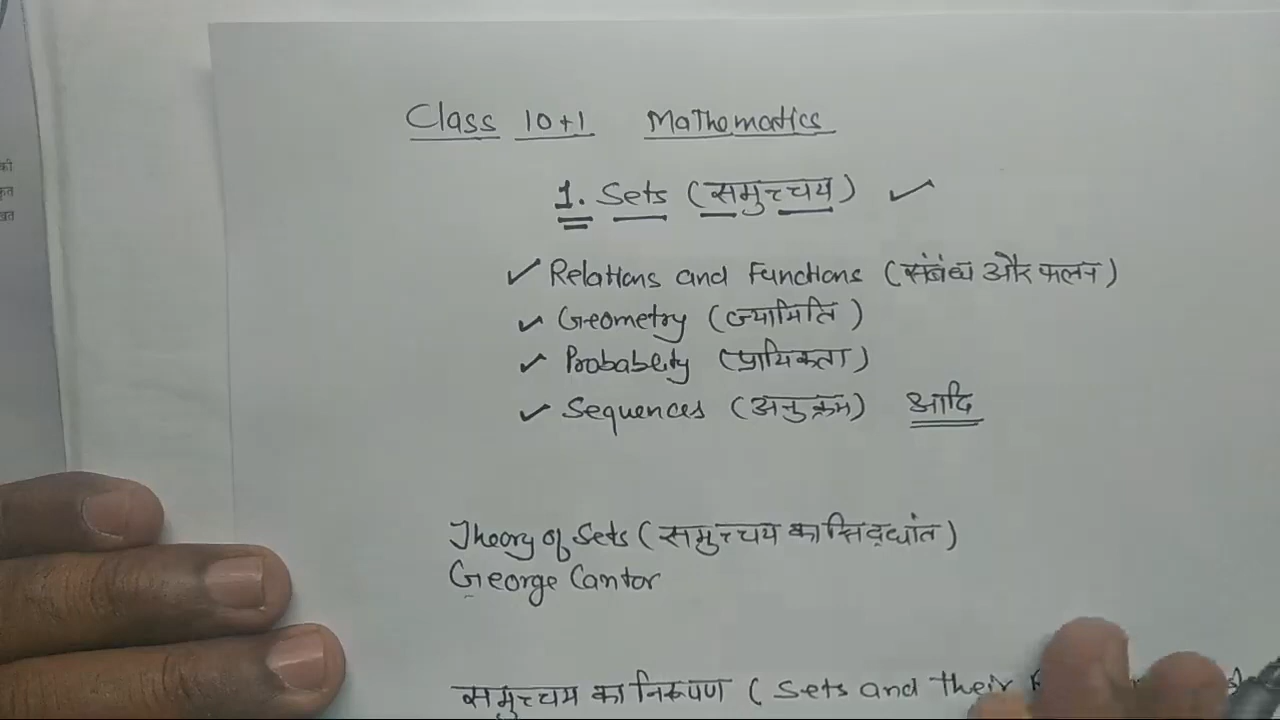 Class 10+1 Mathematics
1. Sets (समुच्चय) ✓
✓ Relations and Functions (संबंध और फलन)
✓ Geometry (ज्यामिति)
✓ Probability (प्रायिकता)
✓ Sequences (अनुक्रम) आदि
Theory of Sets (समुच्चय का सिद्धांत)
George Cantor
समुच्चय का निरूपण (Sets and their
की
कृत